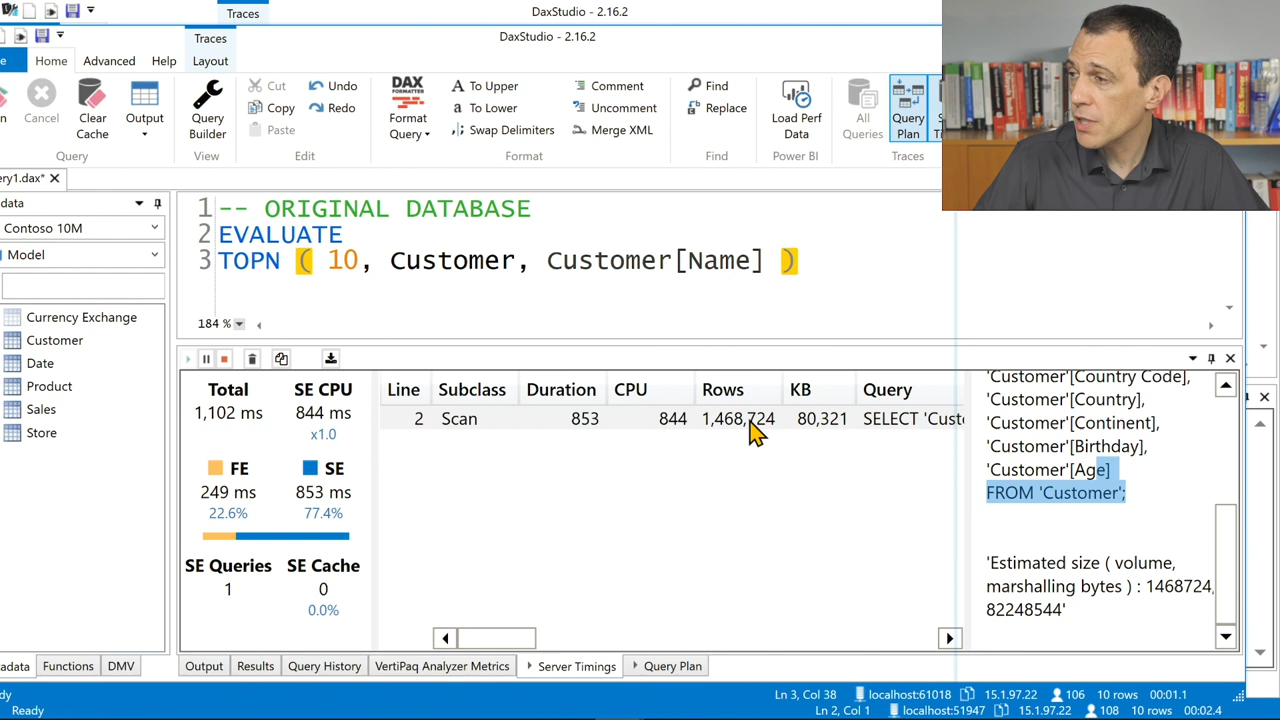 Traces
DaxStudio - 2.16.2
Traces
DaxStudio - 2.16.2
Home
Advanced
Help
Layout
Cancel
Clear Cache
Output
Query
Query Builder
View
Cut
Copy
Paste
Undo
Redo
Edit
DAX FORMATTER
Format Query
To Upper
To Lower
Swap Delimiters
Comment
Uncomment
Merge XML
Format
Find
Replace
Find
Load Perf Data
Power BI
All Queries
Query Plan
Traces
ery1.dax*
data
Contoso 10M
Model
Currency Exchange
Customer
Date
Product
Sales
Store
1 -- ORIGINAL DATABASE
2 EVALUATE
3 TOPN ( 10, Customer, Customer[Name] )
184 %
Total SE CPU
1,102 ms 844 ms
x1.0
FE SE
249 ms 853 ms
22.6% 77.4%
SE Queries SE Cache
1 0
0.0%
Line Subclass Duration CPU Rows KB Query
2 Scan 853 844 1,468,724 80,321 SELECT 'Custo
'Customer'[Country Code],
'Customer'[Country],
'Customer'[Continent],
'Customer'[Birthday],
'Customer'[Age]
FROM 'Customer';
'Estimated size ( volume,
marshalling bytes ) : 1468724,
82248544'
adata Functions DMV
Output Results Query History VertiPaq Analyzer Metrics Server Timings Query Plan
dy Ln 3, Col 38 localhost:61018 15.1.97.22 106 10 rows 00:01.1
Ready Ln 2, Col 1 localhost:51947 15.1.97.22 108 10 rows 00:02.4